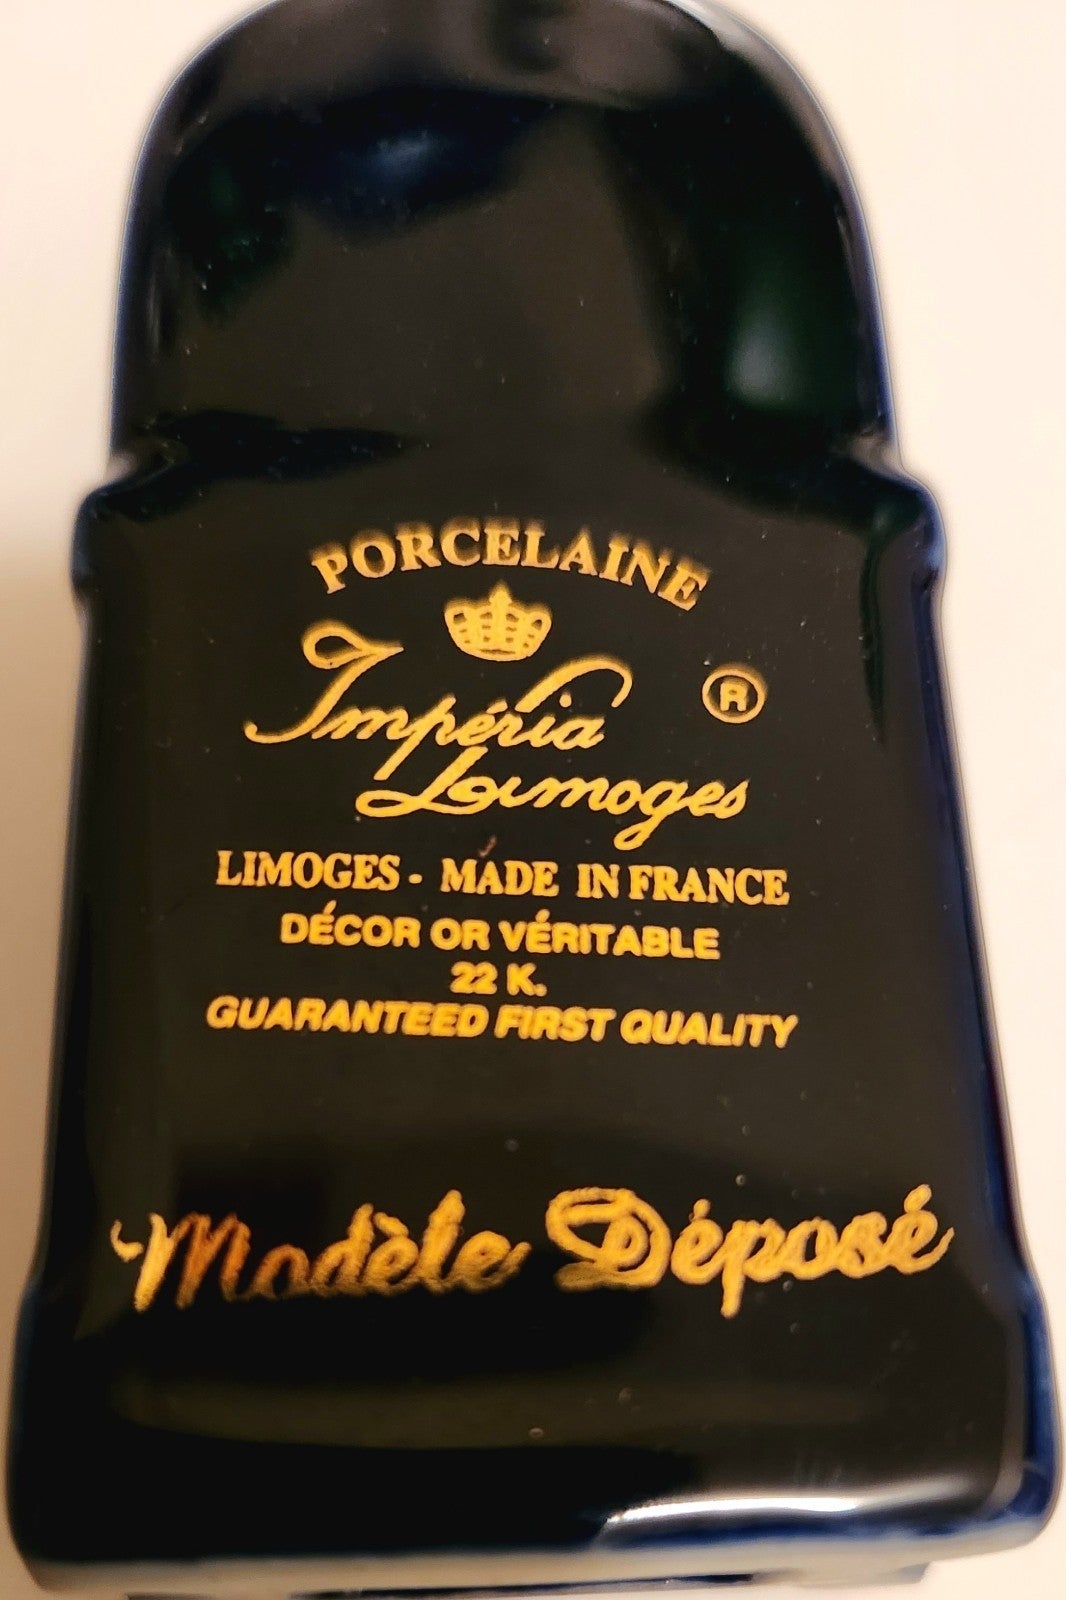 PORCELAINE
Impéria ®
Limoges
LIMOGES - MADE IN FRANCE
DÉCOR OR VÉRITABLE
22 K.
GUARANTEED FIRST QUALITY
Modèle Déposé